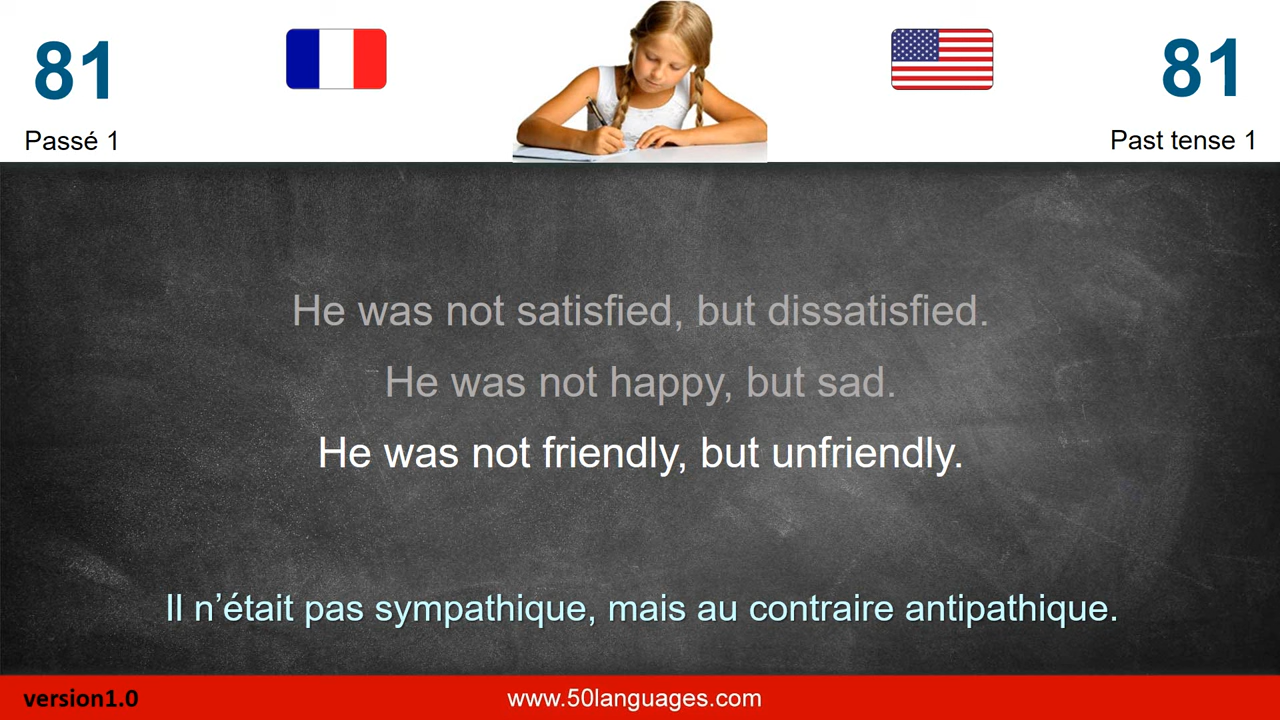 81
81
Passé 1
Past tense 1
He was not satisfied, but dissatisfied.
He was not happy, but sad.
He was not friendly, but unfriendly.
Il n’était pas sympathique, mais au contraire antipathique.
version1.0
www.50languages.com